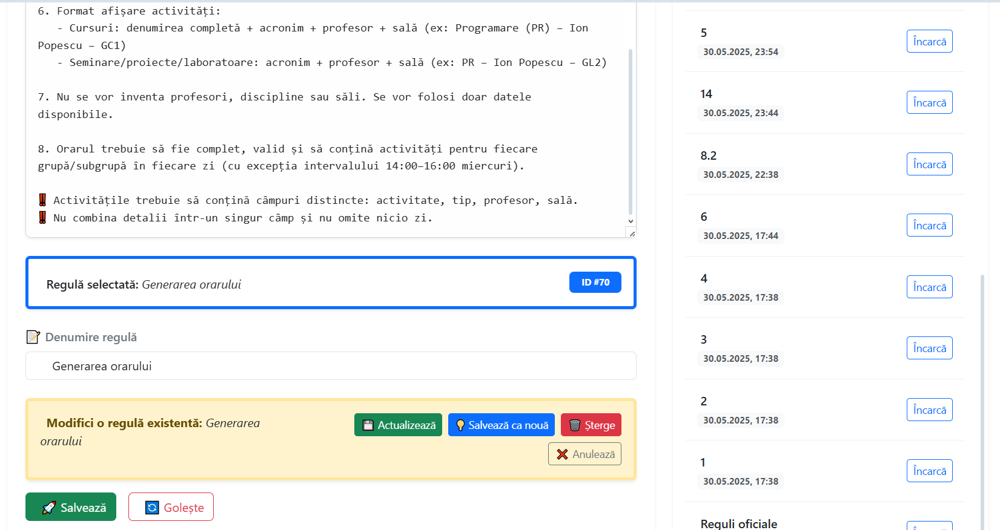 6. Format afișare activități:
- Cursuri: denumirea completă + acronim + profesor + sală (ex: Programare (PR) – Ion
Popescu – GC1)
- Seminare/proiecte/laboratoare: acronim + profesor + sală (ex: PR – Ion Popescu – GL2)
7. Nu se vor inventa profesori, discipline sau săli. Se vor folosi doar datele
disponibile.
8. Orarul trebuie să fie complet, valid și să conțină activități pentru fiecare
grupă/subgrupă în fiecare zi (cu excepția intervalului 14:00–16:00 miercuri).
‼ Activitățile trebuie să conțină câmpuri distincte: activitate, tip, profesor, sală.
‼ Nu combina detalii într-un singur câmp și nu omite nicio zi.
Regulă selectată: Generarea orarului
ID #70
Denumire regulă
Generarea orarului
Modifici o regulă existentă: Generarea
orarului
Actualizează
Salvează ca nouă
Șterge
Anulează
Salvează
Golește
5
30.05.2025, 23:54
Încarcă
14
30.05.2025, 23:44
Încarcă
8.2
30.05.2025, 22:38
Încarcă
6
30.05.2025, 17:44
Încarcă
4
30.05.2025, 17:38
Încarcă
3
30.05.2025, 17:38
Încarcă
2
30.05.2025, 17:38
Încarcă
1
30.05.2025, 17:38
Încarcă
Reguli oficiale